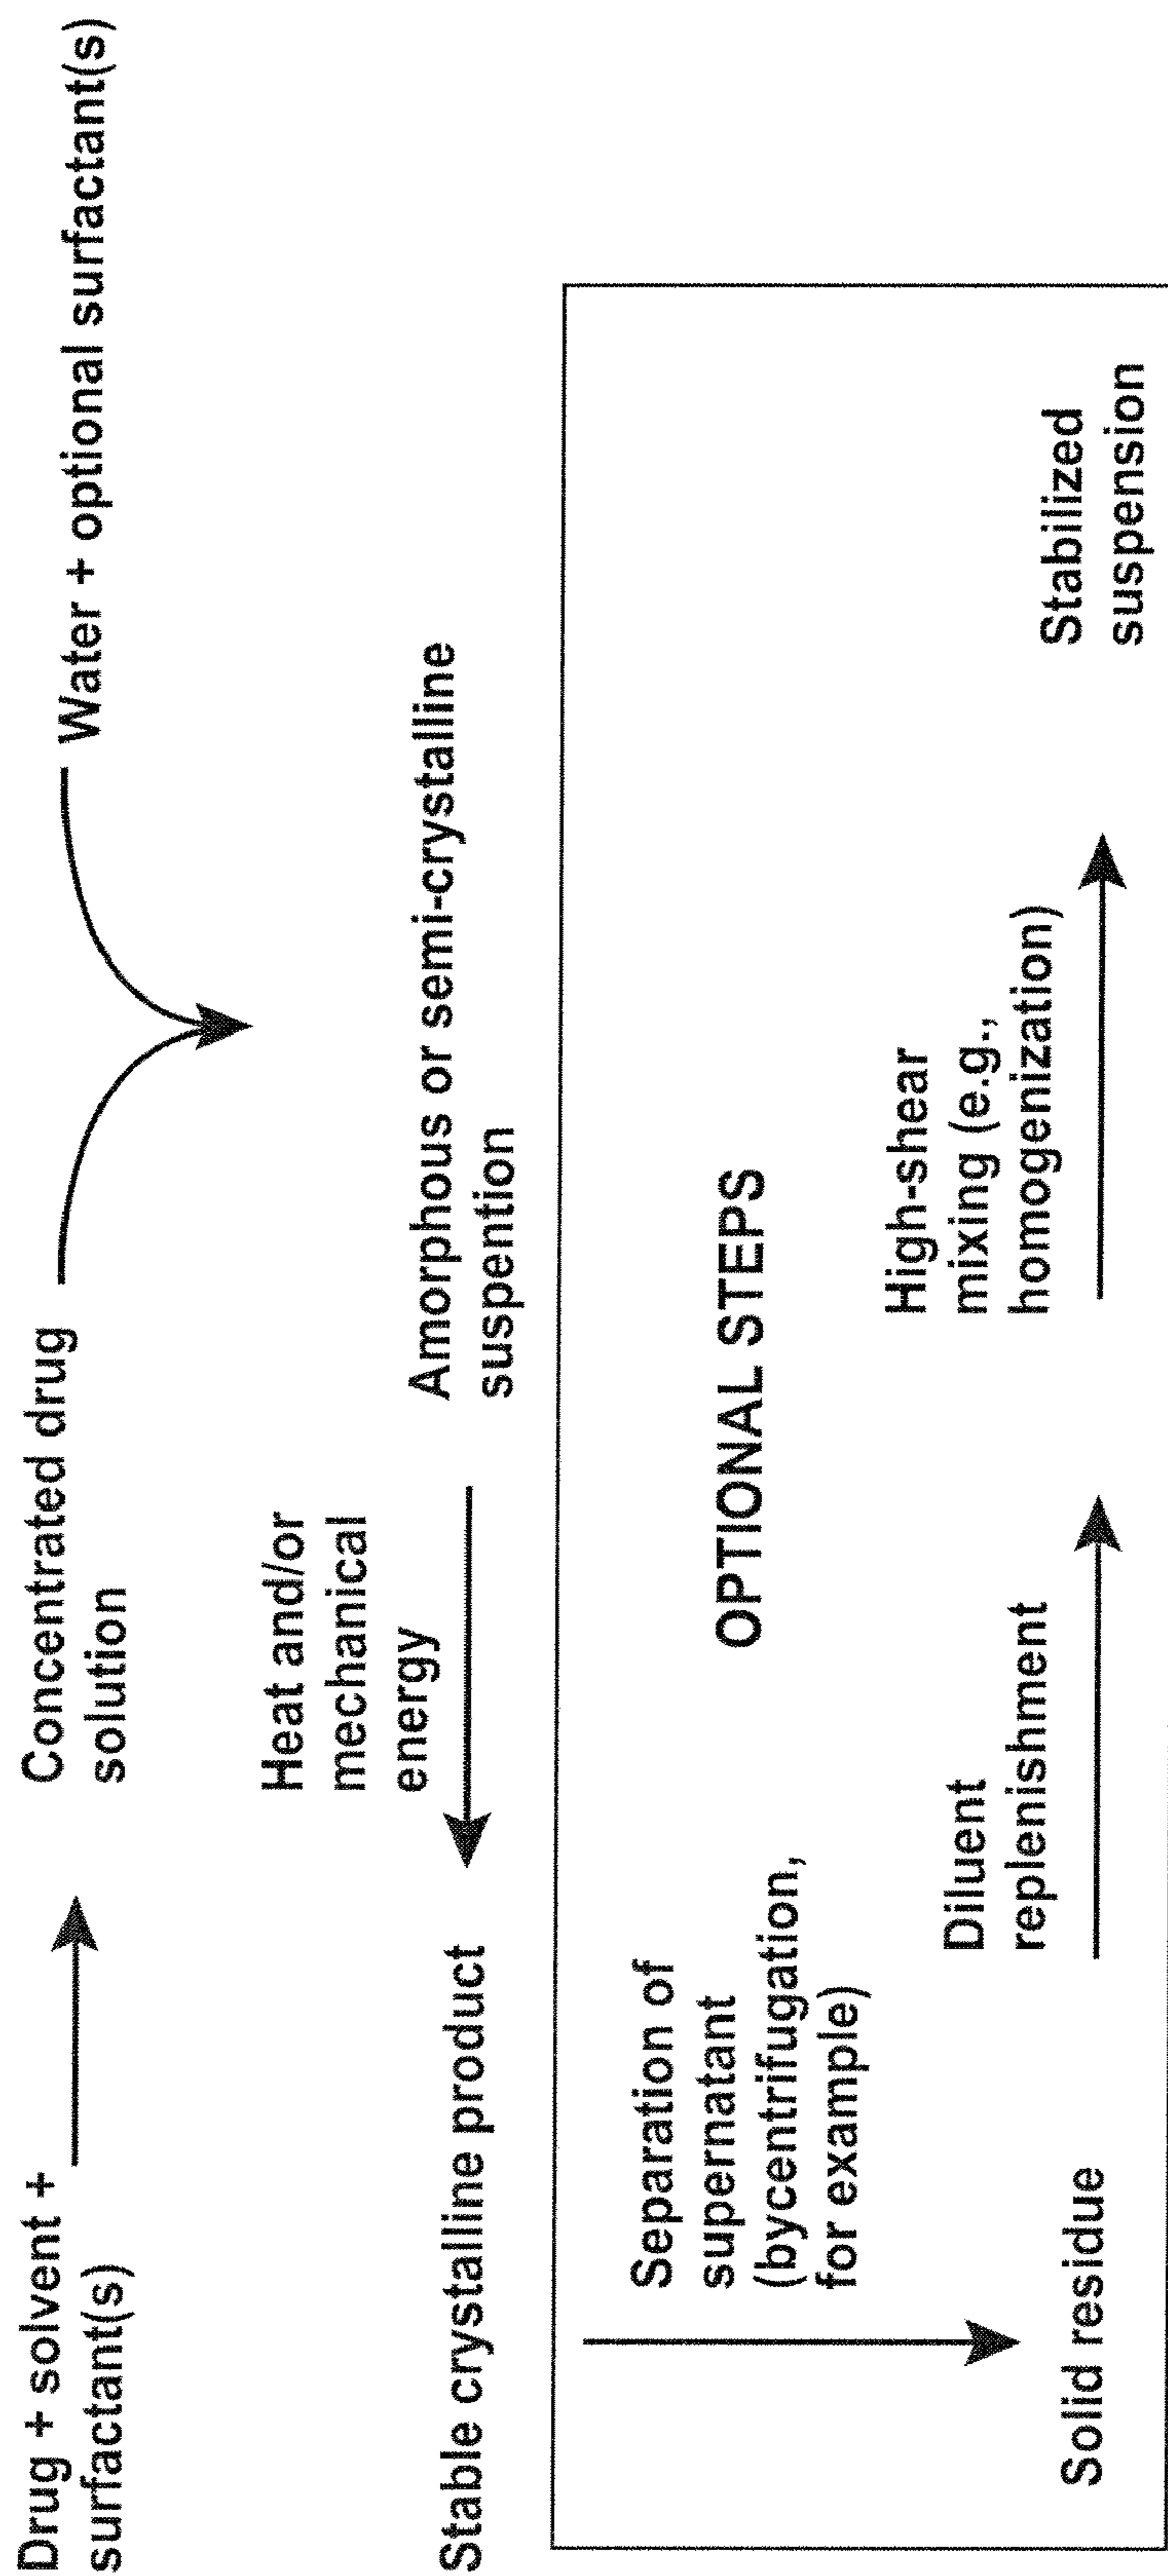 Drug + solvent +
surfactant(s)
Concentrated drug
solution
Water + optional surfactant(s)
Heat and/or
mechanical
energy
Amorphous or semi-crystalline
suspention
Stable crystalline product
OPTIONAL STEPS
Separation of
supernatant
(bycentrifugation,
for example)
Solid residue
Diluent
replenishment
High-shear
mixing (e.g.,
homogenization)
Stabilized
suspension